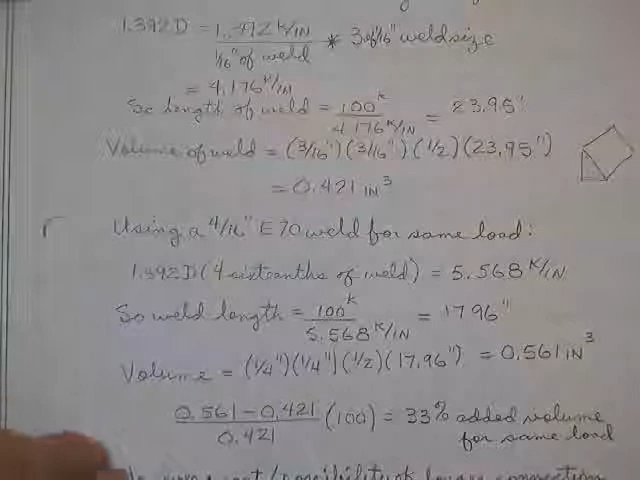 1.392D = 1.392 K/IN / 1/16" of weld * 3 of 16" weld size
= 4.176 K/IN
So length of weld = 100 K / 4.176 K/IN = 23.95"
Volume of weld = (3/16")(3/16")(1/2)(23.95")
= 0.421 IN³
Using a 4/16" E70 weld for same load:
1.392D (4 sixteenths of weld) = 5.568 K/IN
So weld length = 100 K / 5.568 K/IN = 17.96"
Volume = (1/4")(1/4")(1/2)(17.96") = 0.561 IN³
0.561 - 0.421 / 0.421 (100) = 33% added volume
for same load